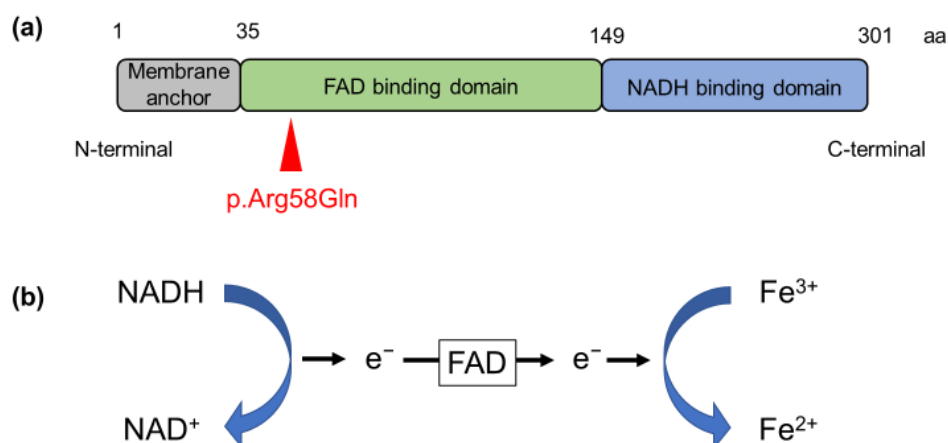 (a)
1 35 149 301 aa
Membrane
anchor
FAD binding domain
NADH binding domain
N-terminal
C-terminal
p.Arg58Gln
(b)
NADH
Fe³⁺
e⁻ FAD e⁻
NAD⁺
Fe²⁺